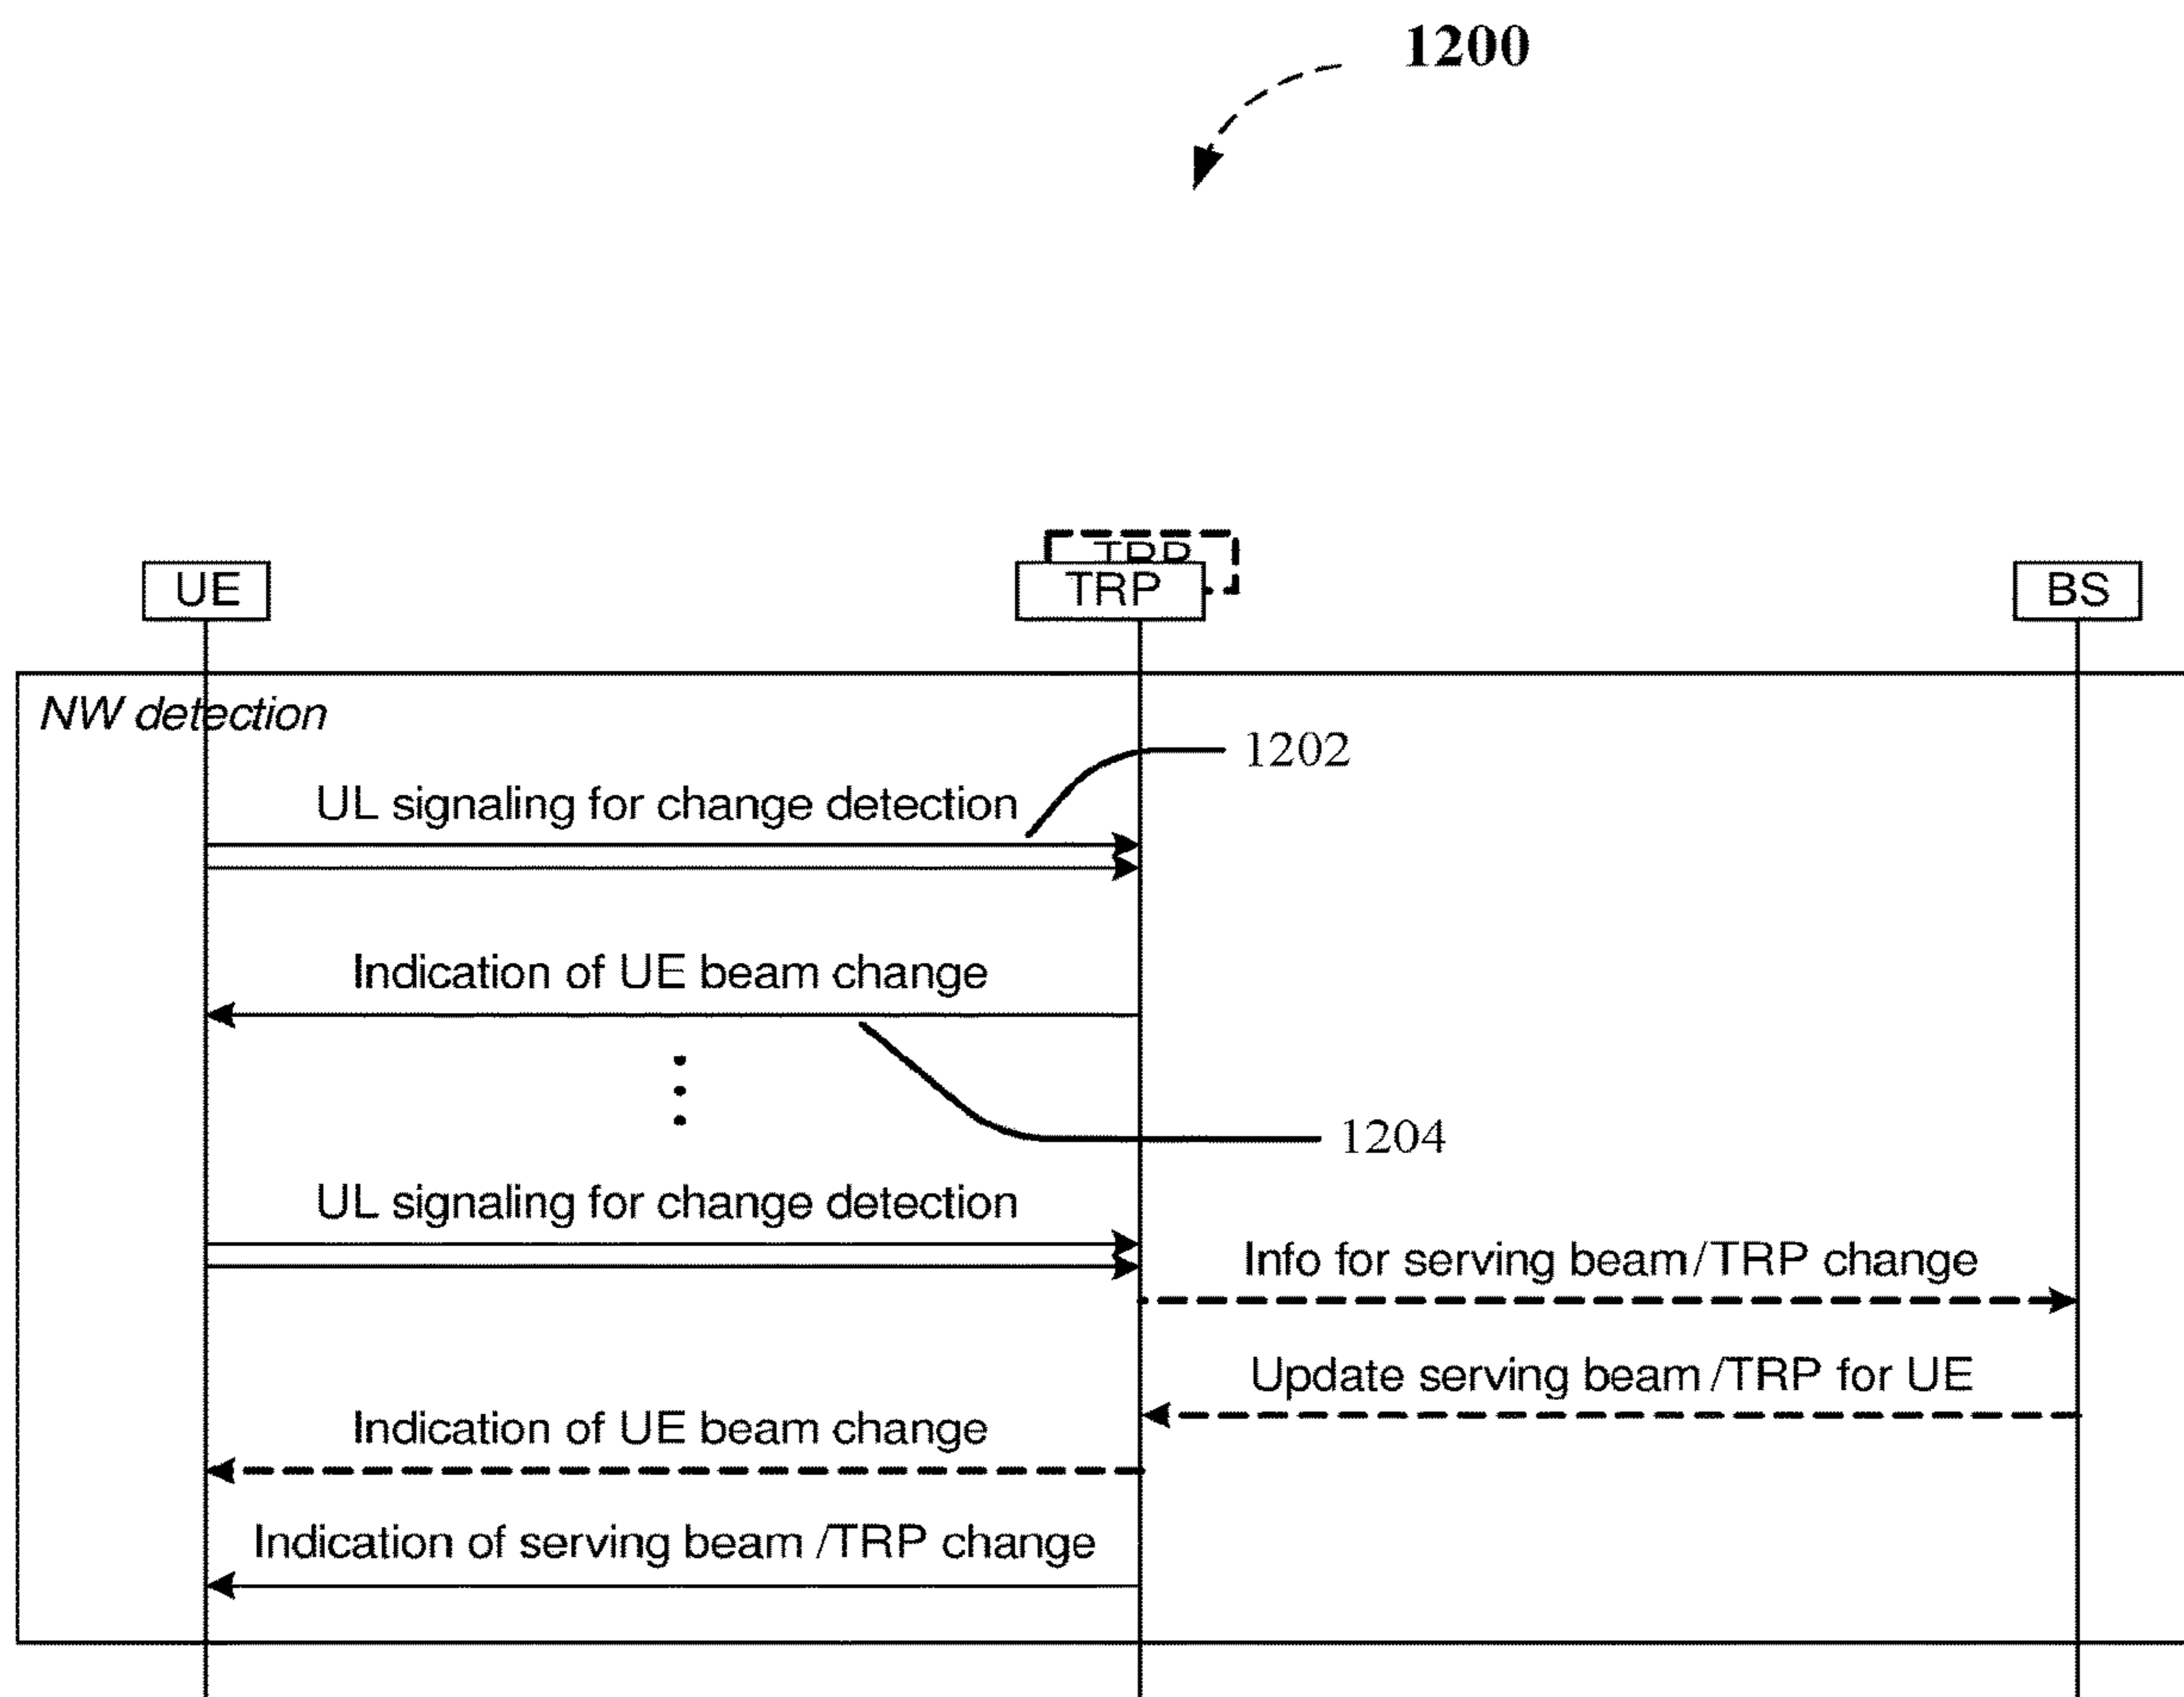 1200
TRP
UE
TRP
BS
NW detection
1202
UL signaling for change detection
Indication of UE beam change
1204
UL signaling for change detection
Info for serving beam/TRP change
Update serving beam/TRP for UE
Indication of UE beam change
Indication of serving beam/TRP change